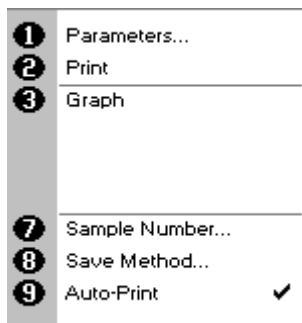 1 Parameters...
2 Print
3 Graph
7 Sample Number...
8 Save Method...
9 Auto-Print ✔